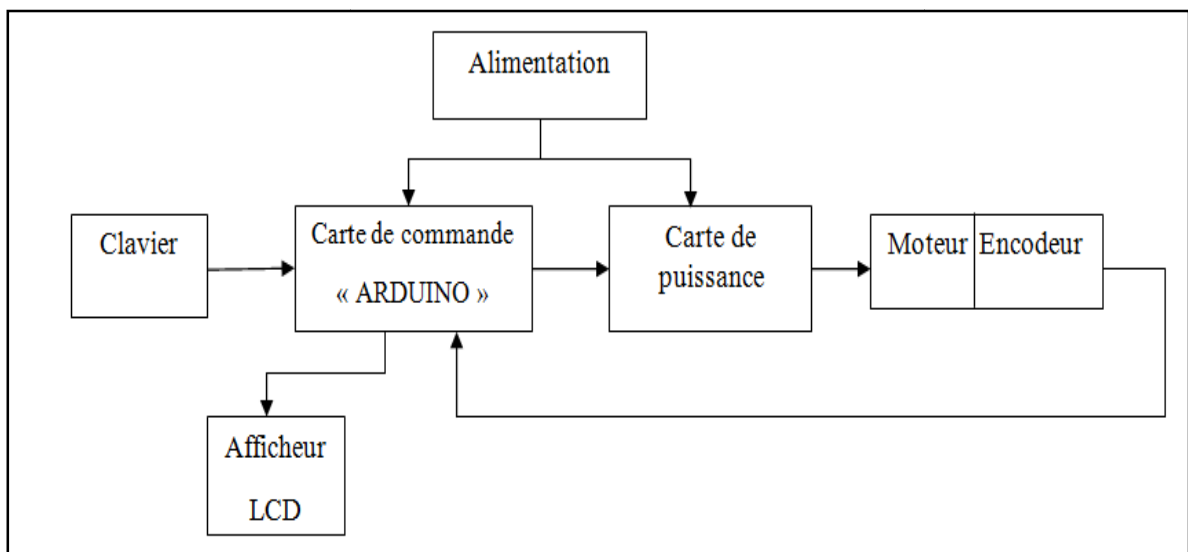 Alimentation
Clavier
Carte de commande
« ARDUINO »
Carte de
puissance
Moteur
Encodeur
Afficheur
LCD